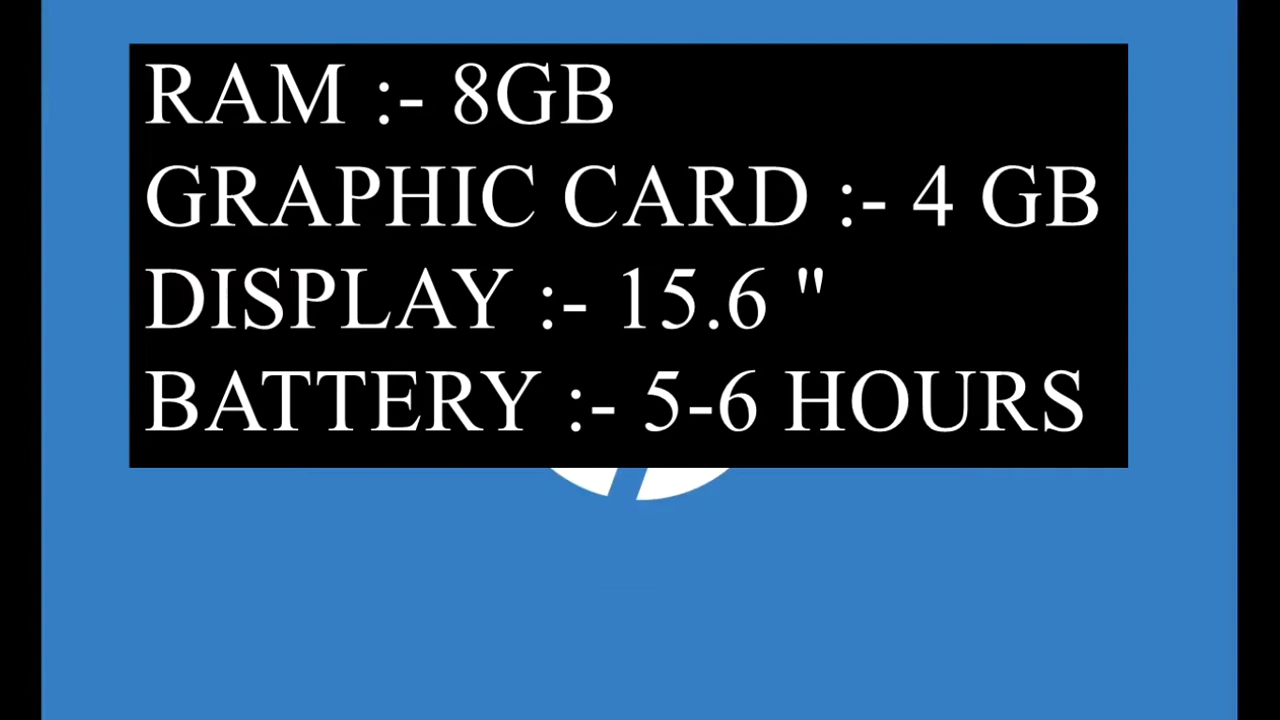 RAM :- 8GB
GRAPHIC CARD :- 4 GB
DISPLAY :- 15.6 "
BATTERY :- 5-6 HOURS